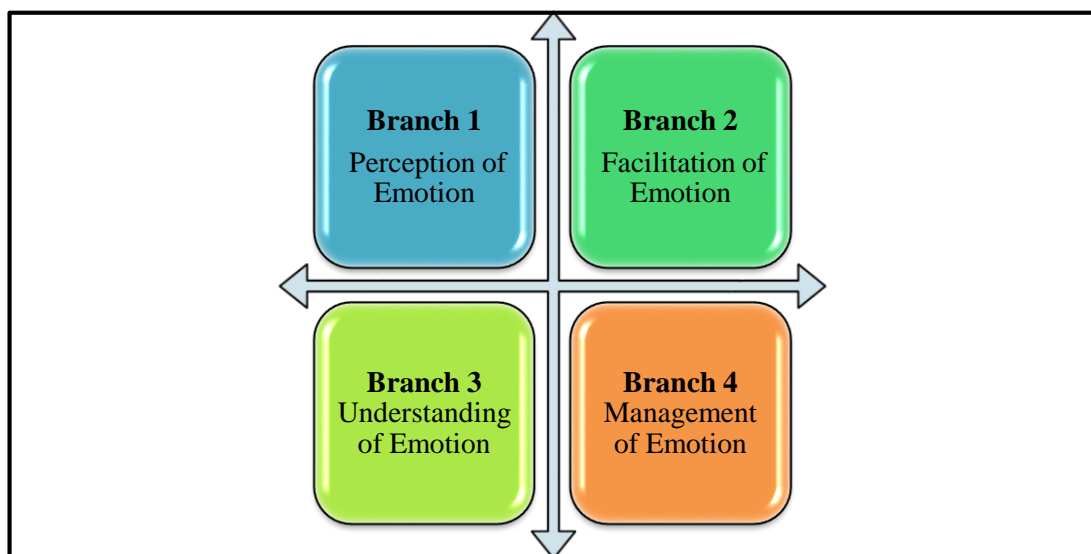 Branch 1
Perception of
Emotion
Branch 2
Facilitation of
Emotion
Branch 3
Understanding
of Emotion
Branch 4
Management
of Emotion